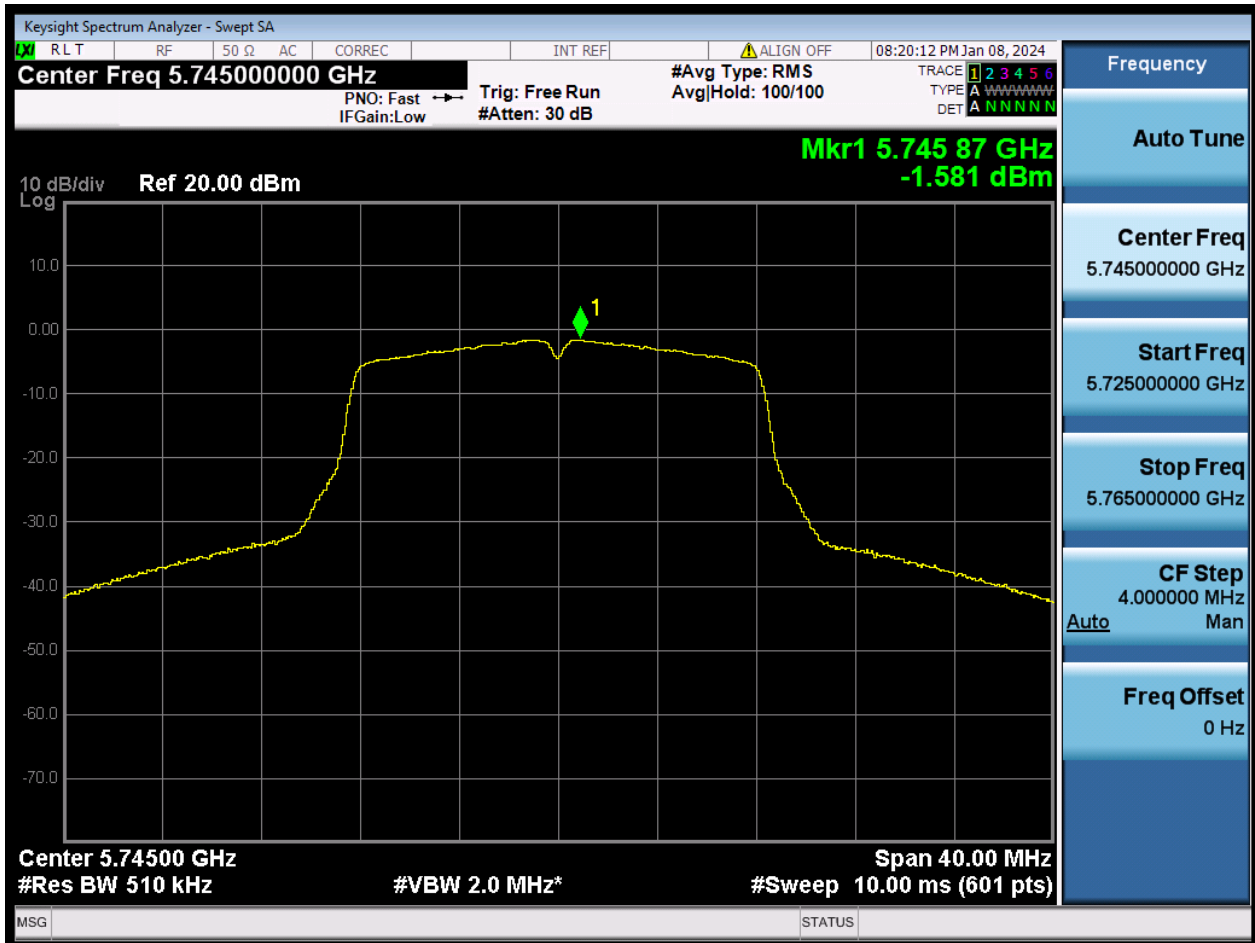 Keysight Spectrum Analyzer - Swept SA
LXI RLT RF 50 Ω AC CORREC INT REF ALIGN OFF 08:20:12 PM Jan 08, 2024
Center Freq 5.745000000 GHz
PNO: Fast
IFGain:Low
Trig: Free Run
#Atten: 30 dB
#Avg Type: RMS
Avg|Hold: 100/100
TRACE 1 2 3 4 5 6
TYPE A WWWWW
DET A N N N N N
Mkr1 5.745 87 GHz
-1.581 dBm
10 dB/div Ref 20.00 dBm
Log
10.0
1
0.00
-10.0
-20.0
-30.0
-40.0
-50.0
-60.0
-70.0
Center 5.74500 GHz Span 40.00 MHz
#Res BW 510 kHz #VBW 2.0 MHz* #Sweep 10.00 ms (601 pts)
MSG STATUS
Frequency
Auto Tune
Center Freq
5.745000000 GHz
Start Freq
5.725000000 GHz
Stop Freq
5.765000000 GHz
CF Step
4.000000 MHz
Auto Man
Freq Offset
0 Hz